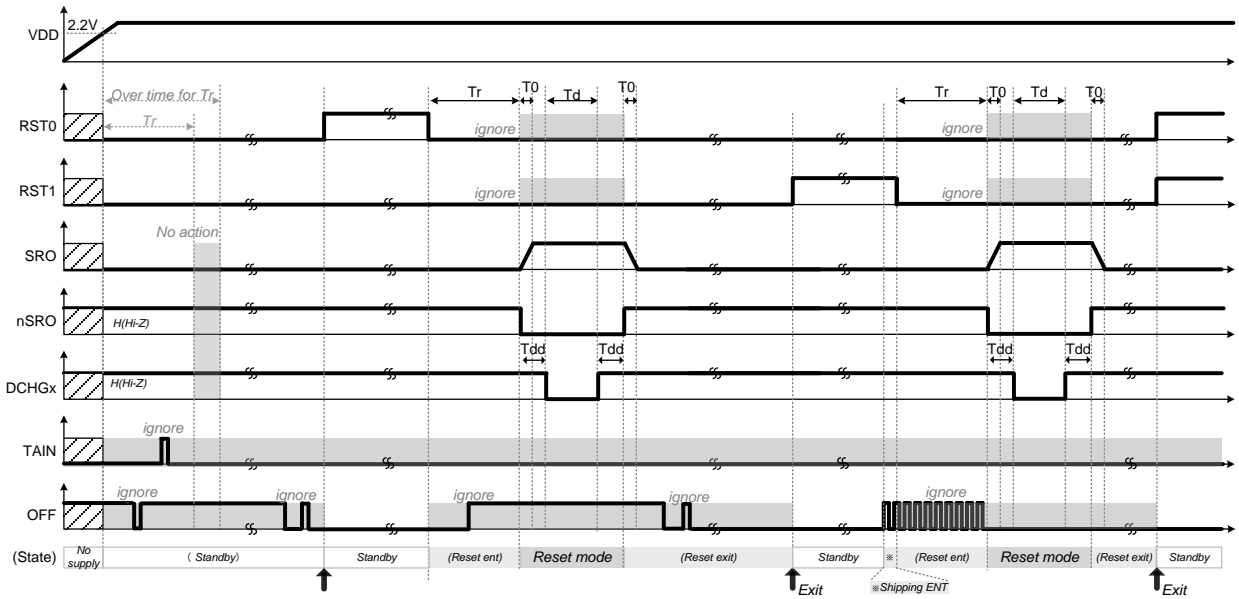 VDD
2.2V
Over time for Tr
Tr
Tr
T0
Td
T0
Tr
T0
Td
T0
RST0
ignore
ignore
RST1
ignore
ignore
SRO
No action
nSRO
H(Hi-Z)
Tdd
Tdd
Tdd
Tdd
DCHGx
H(Hi-Z)
TAIN
ignore
OFF
ignore
ignore
ignore
ignore
ignore
(State)
No supply
( Standby)
Standby
(Reset ent)
Reset mode
(Reset exit)
Standby
※
(Reset ent)
Reset mode
(Reset exit)
Standby
Exit
※Shipping ENT
Exit